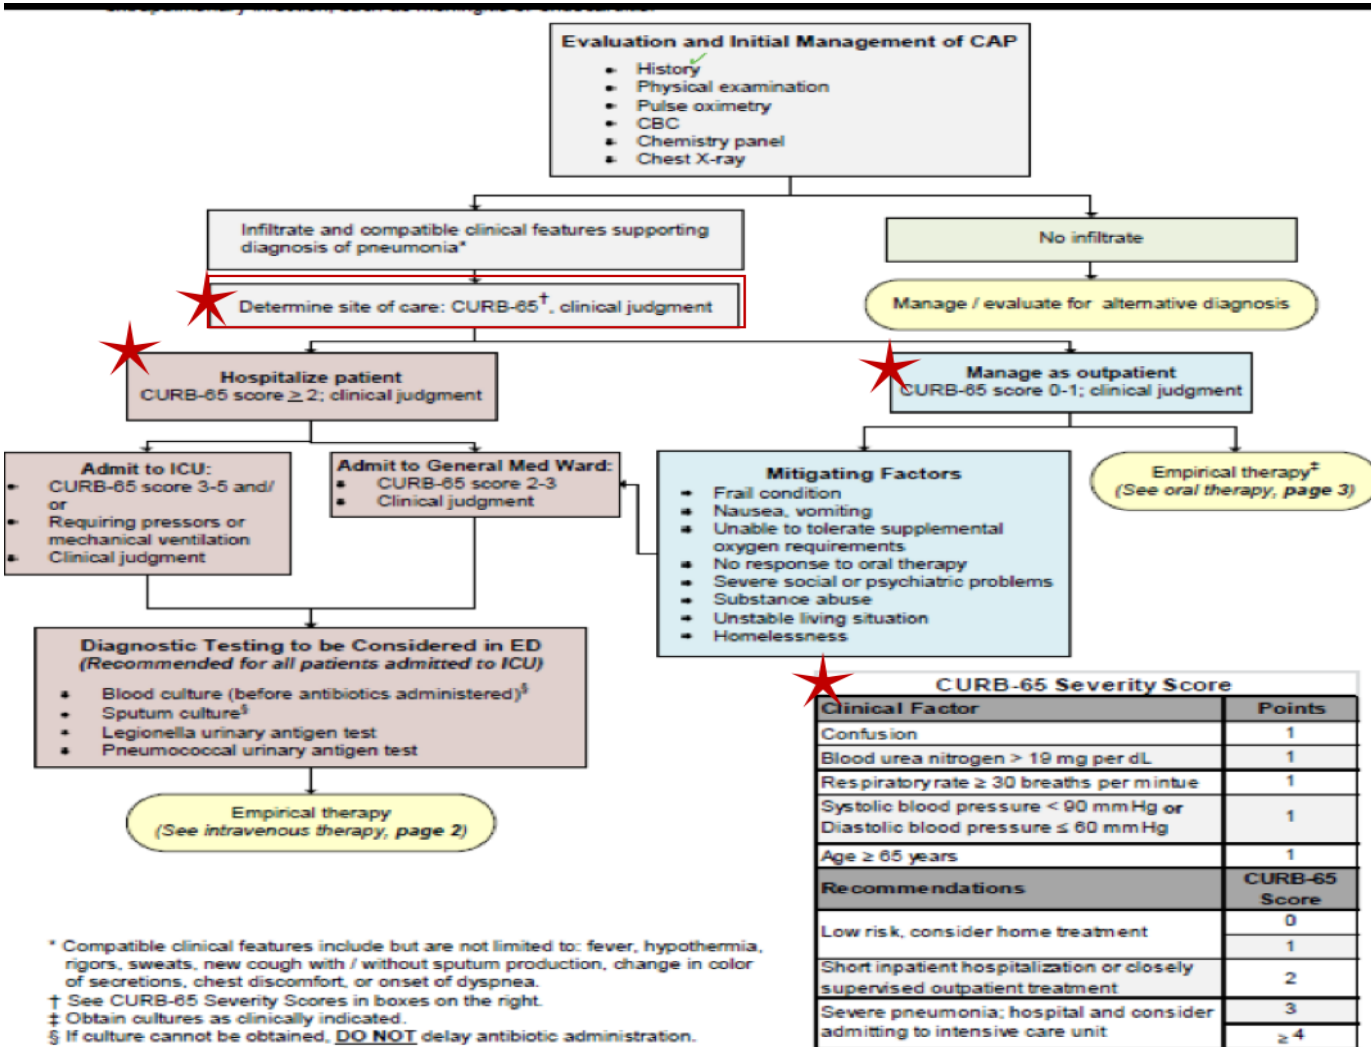 Evaluation and Initial Management of CAP
History
Physical examination
Pulse oximetry
CBC
Chemistry panel
Chest X-ray
Infiltrate and compatible clinical features supporting
diagnosis of pneumonia*
No infiltrate
Determine site of care: CURB-65†, clinical judgment
Manage / evaluate for alternative diagnosis
Hospitalize patient
CURB-65 score ≥ 2; clinical judgment
Manage as outpatient
CURB-65 score 0-1; clinical judgment
Admit to ICU:
CURB-65 score 3-5 and/
or
Requiring pressors or
mechanical ventilation
Clinical judgment
Admit to General Med Ward:
CURB-65 score 2-3
Clinical judgment
Mitigating Factors
Frail condition
Nausea, vomiting
Unable to tolerate supplemental
oxygen requirements
No response to oral therapy
Severe social or psychiatric problems
Substance abuse
Unstable living situation
Homelessness
Empirical therapy‡
(See oral therapy, page 3)
Diagnostic Testing to be Considered in ED
(Recommended for all patients admitted to ICU)
Blood culture (before antibiotics administered)§
Sputum culture§
Legionella urinary antigen test
Pneumococcal urinary antigen test
Empirical therapy
(See intravenous therapy, page 2)
CURB-65 Severity Score
Clinical Factor Points
Confusion 1
Blood urea nitrogen > 19 mg per dL 1
Respiratory rate ≥ 30 breaths per mintue 1
Systolic blood pressure < 90 mmHg or
Diastolic blood pressure ≤ 60 mmHg 1
Age ≥ 65 years 1
Recommendations CURB-65
Score
Low risk, consider home treatment 0
1
Short inpatient hospitalization or closely
supervised outpatient treatment 2
Severe pneumonia; hospital and consider
admitting to intensive care unit 3
≥ 4
* Compatible clinical features include but are not limited to: fever, hypothermia,
rigors, sweats, new cough with / without sputum production, change in color
of secretions, chest discomfort, or onset of dyspnea.
† See CURB-65 Severity Scores in boxes on the right.
‡ Obtain cultures as clinically indicated.
§ If culture cannot be obtained, DO NOT delay antibiotic administration.